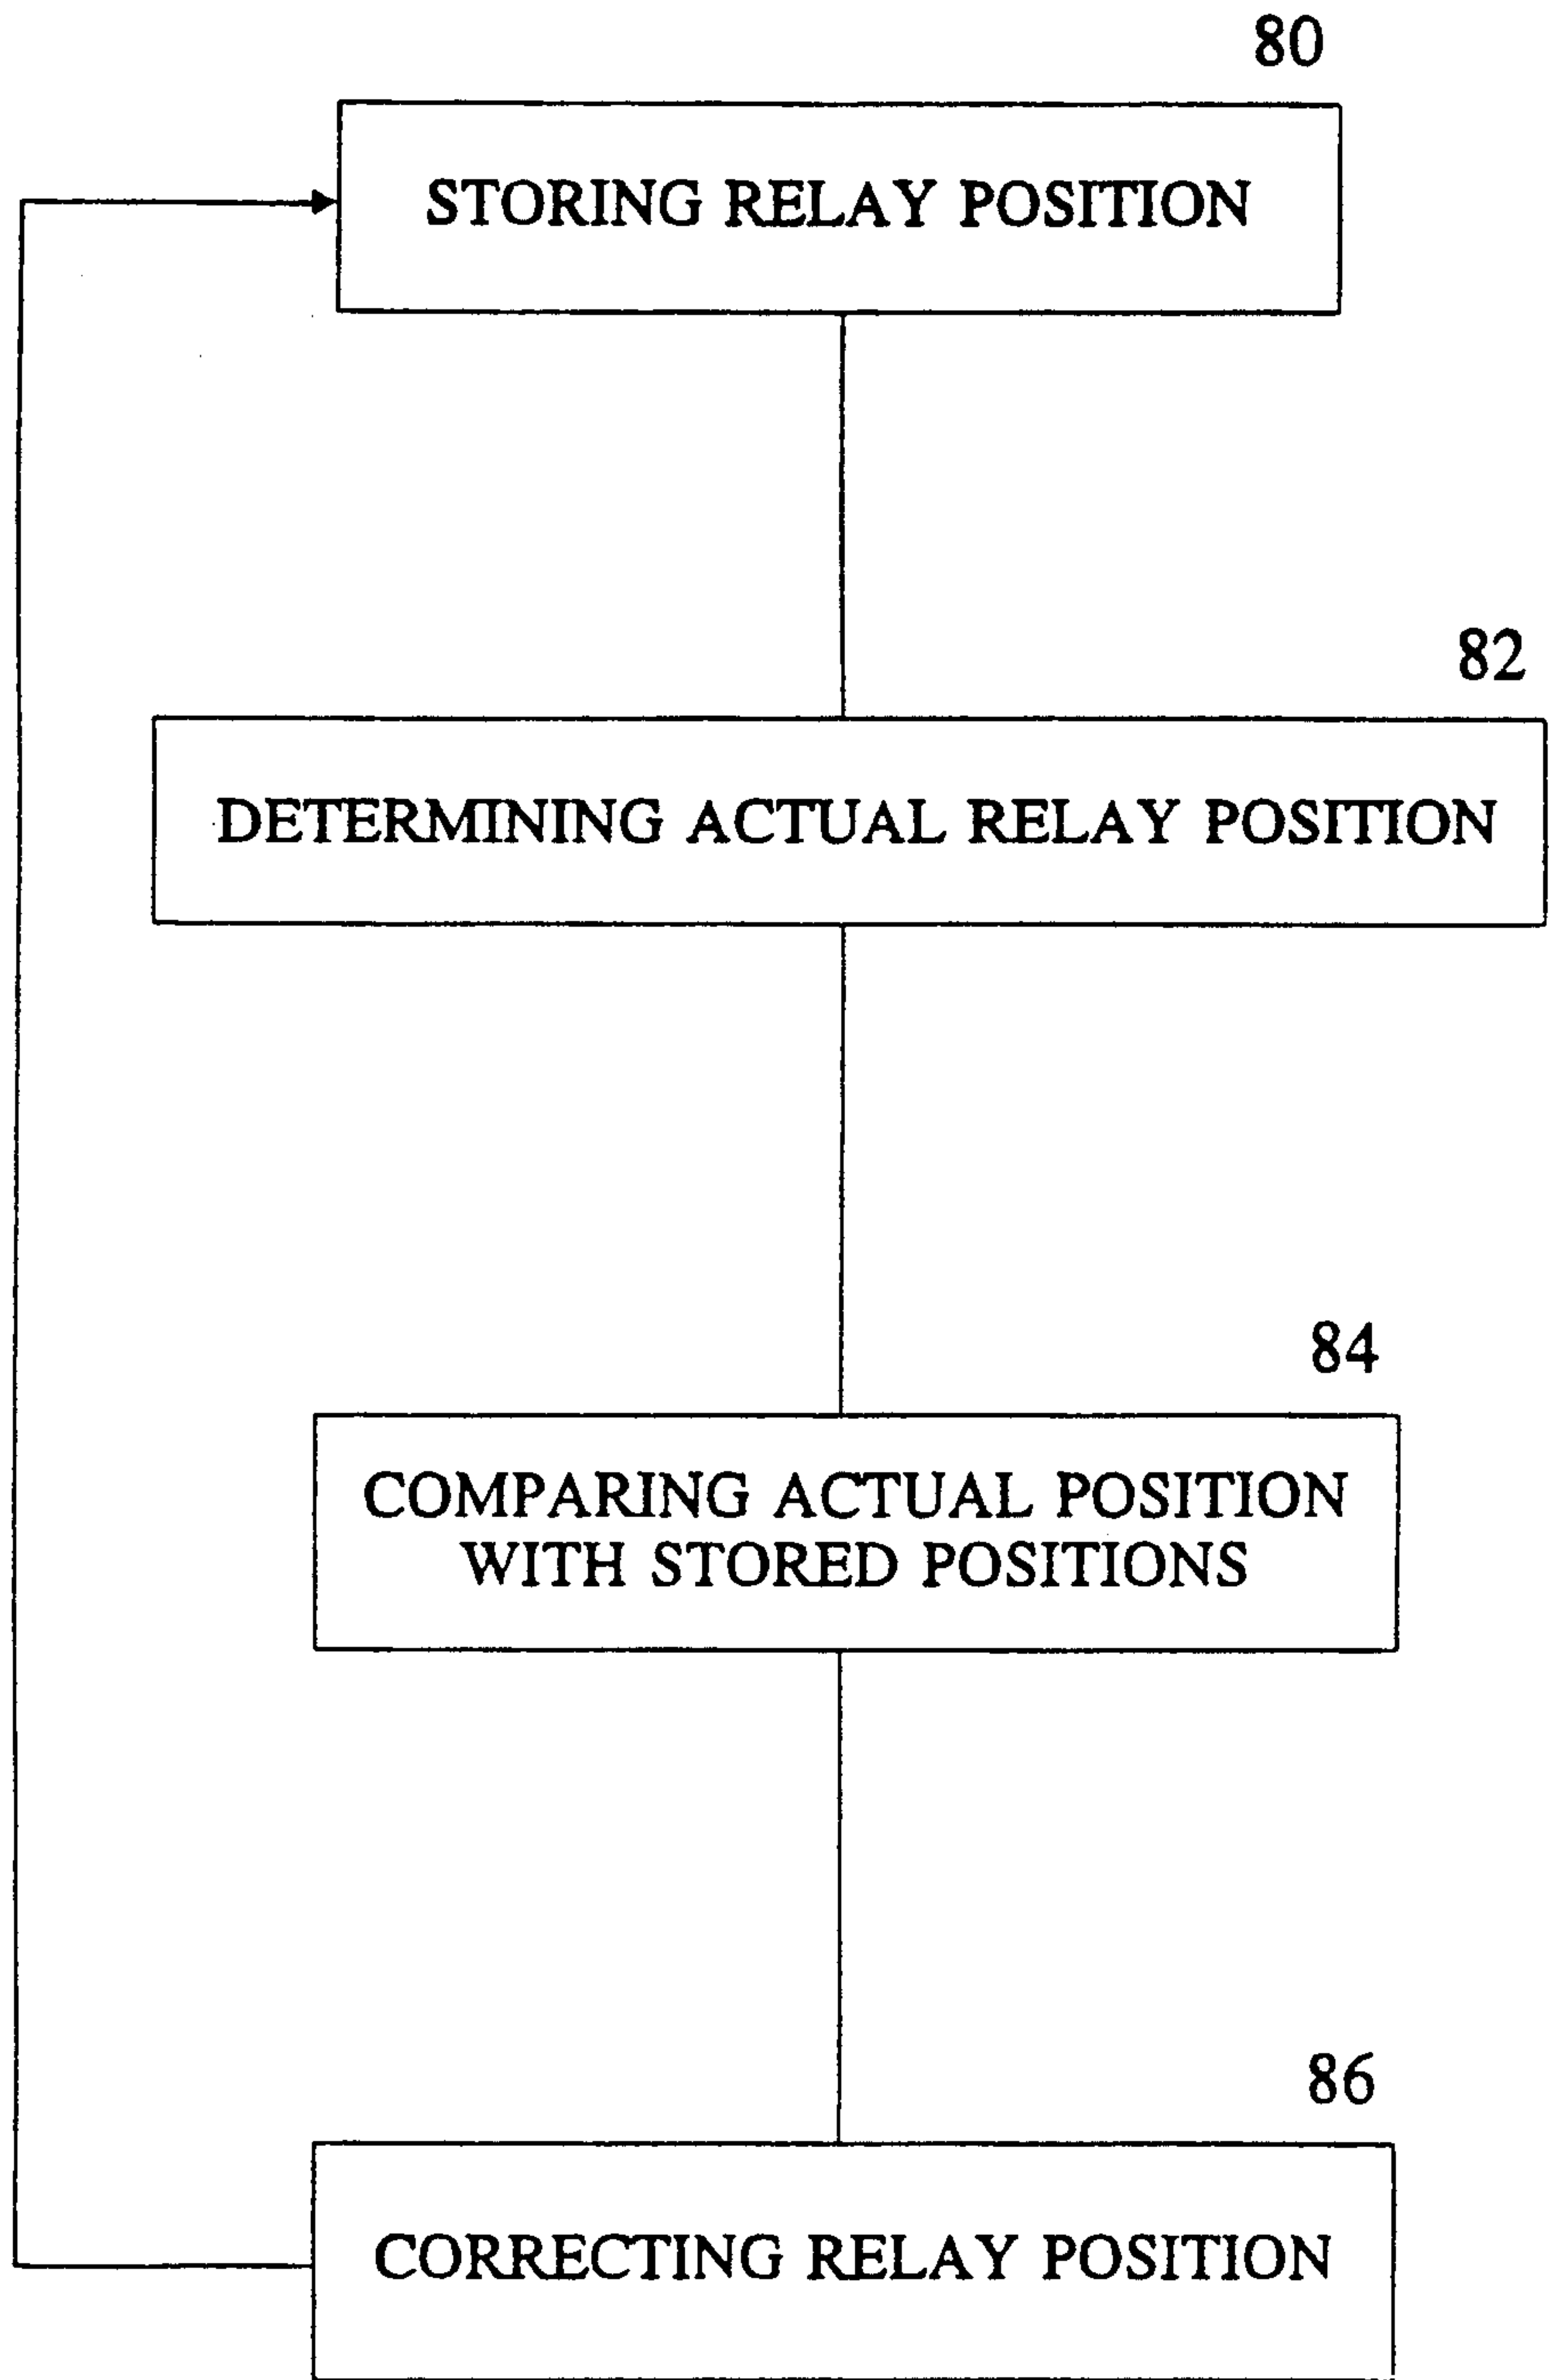 80
STORING RELAY POSITION
82
DETERMINING ACTUAL RELAY POSITION
84
COMPARING ACTUAL POSITION
WITH STORED POSITIONS
86
CORRECTING RELAY POSITION